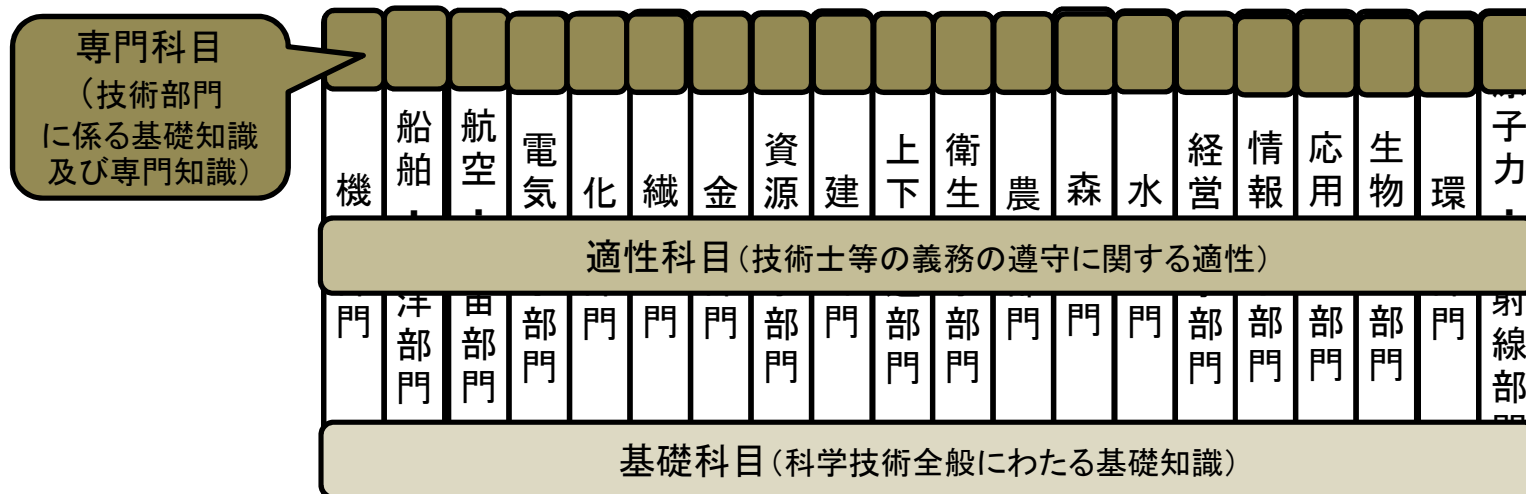 専門科目
（技術部門
に係る基礎知識
及び専門知識）
機 門
船舶・ 洋部門
航空・ 宙部門
電気 部門
化 門
繊 門
金 門
資源 部門
建 門
上下 部門
衛生 部門
農 門
森 門
水 門
経営 部門
情報 部門
応用 部門
生物 部門
環 門
子力・ 射線部
適性科目（技術士等の義務の遵守に関する適性）
基礎科目（科学技術全般にわたる基礎知識）